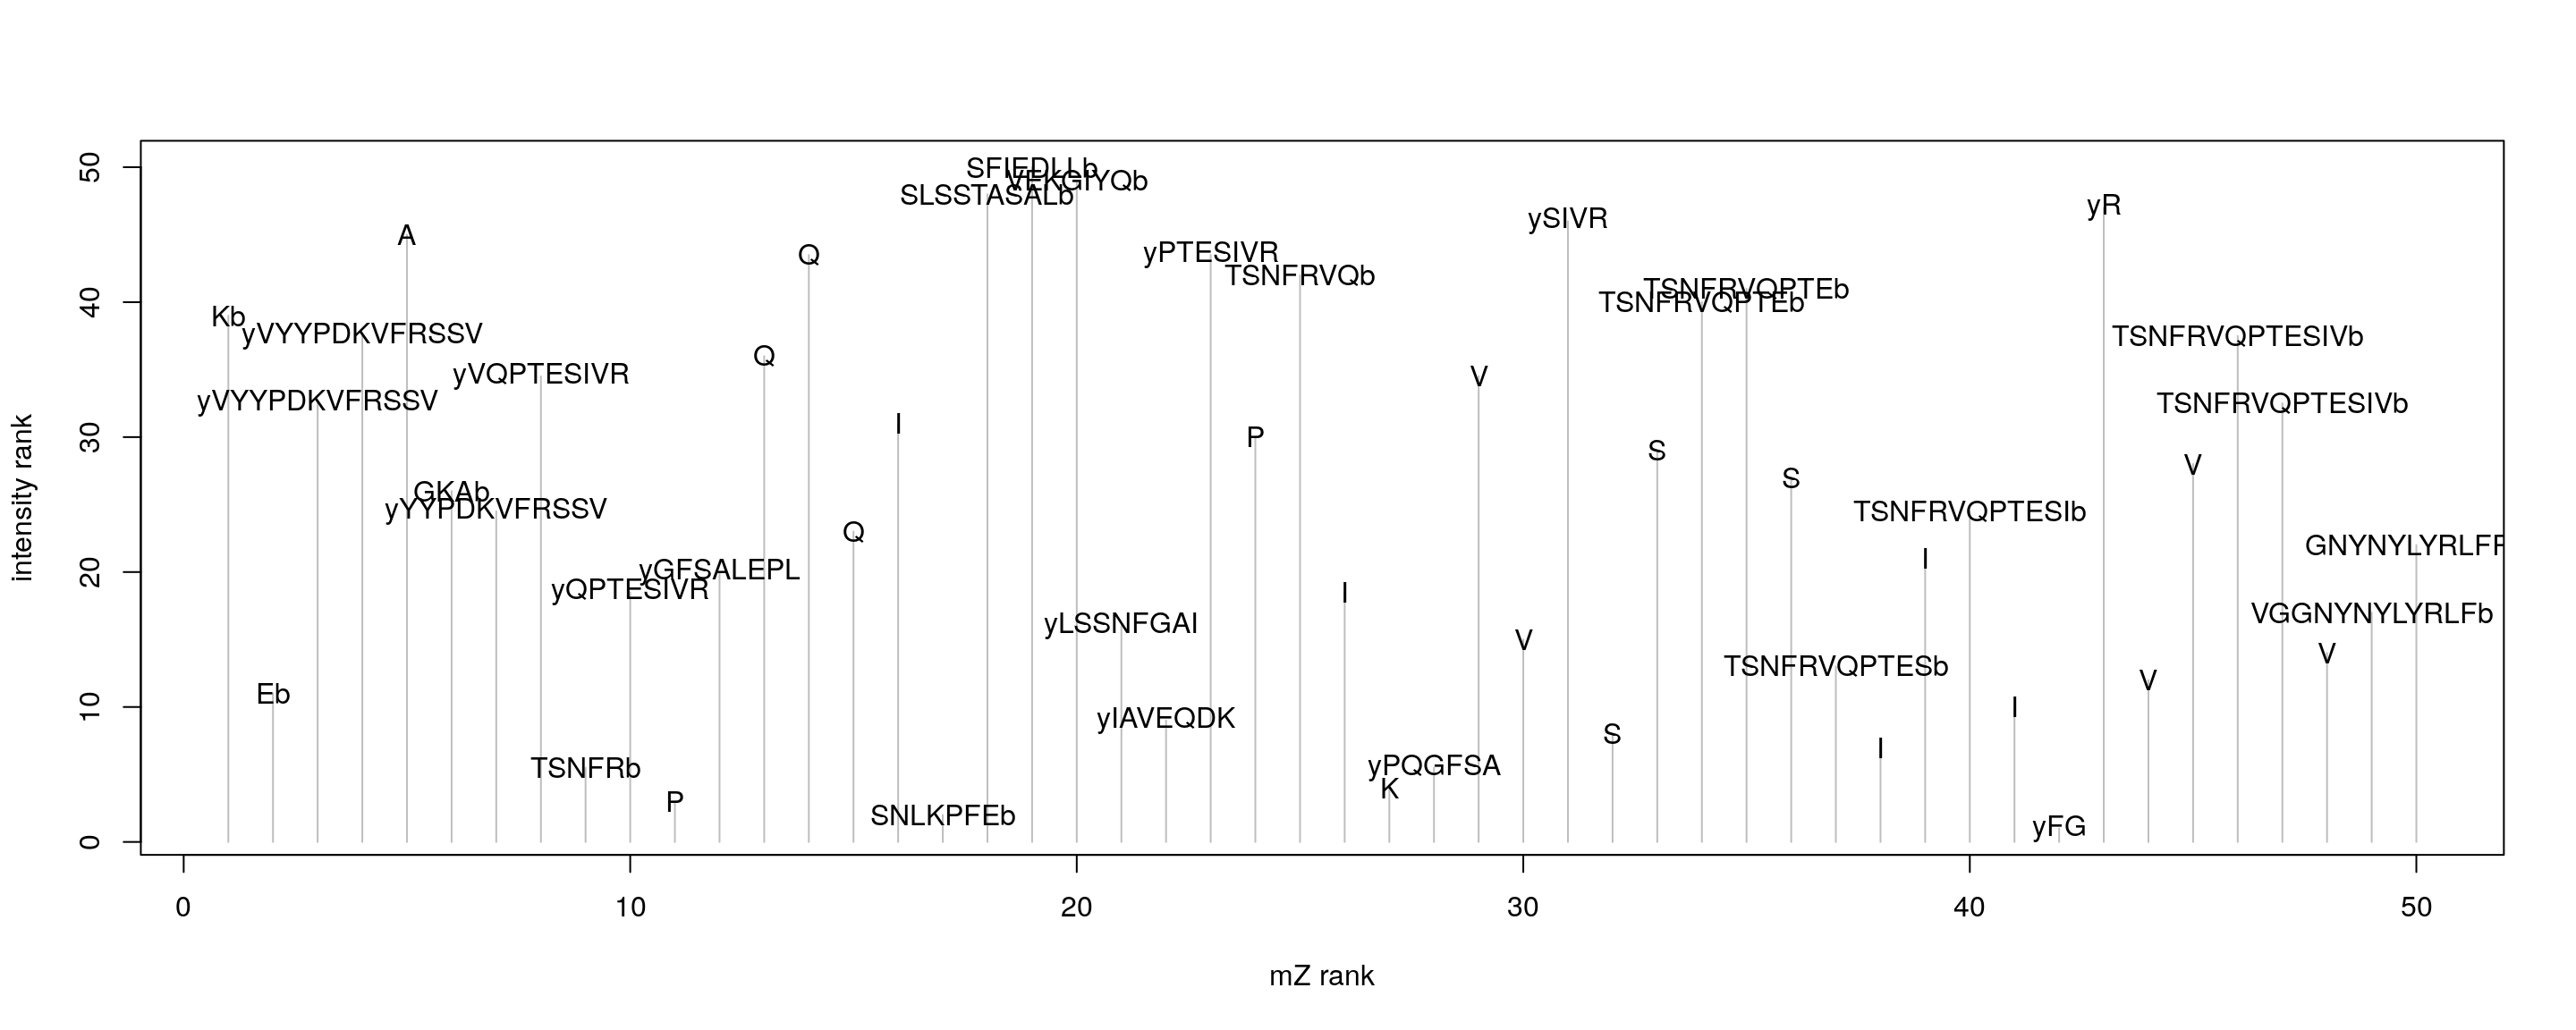 50
SFIEDLLb
VEKGIYQb
SLSSTASALb
yR
ySIVR
A
Q
yPTESIVR
TSNFRVQb
TSNFRVQPTEb
40
TSNFRVQPTEb
Kb
yVYYPDKVFRSSV
TSNFRVQPTESIVb
Q
yVQPTESIVR
V
yVYYPDKVFRSSV
TSNFRVQPTESIVb
I
30
P
S
V
S
GKAb
yYYPDKVFRSSV
TSNFRVQPTESIb
Q
GNYNYLYRLFF
I
20
yGFSALEPL
yQPTESIVR
I
VGGNYNYLYRLFb
yLSSNFGAI
V
V
TSNFRVQPTESb
V
Eb
10
I
yIAVEQDK
S
I
TSNFRb
yPQGFSA
K
P
SNLKPFEb
yFG
0
intensity rank
0 10 20 30 40 50
mZ rank